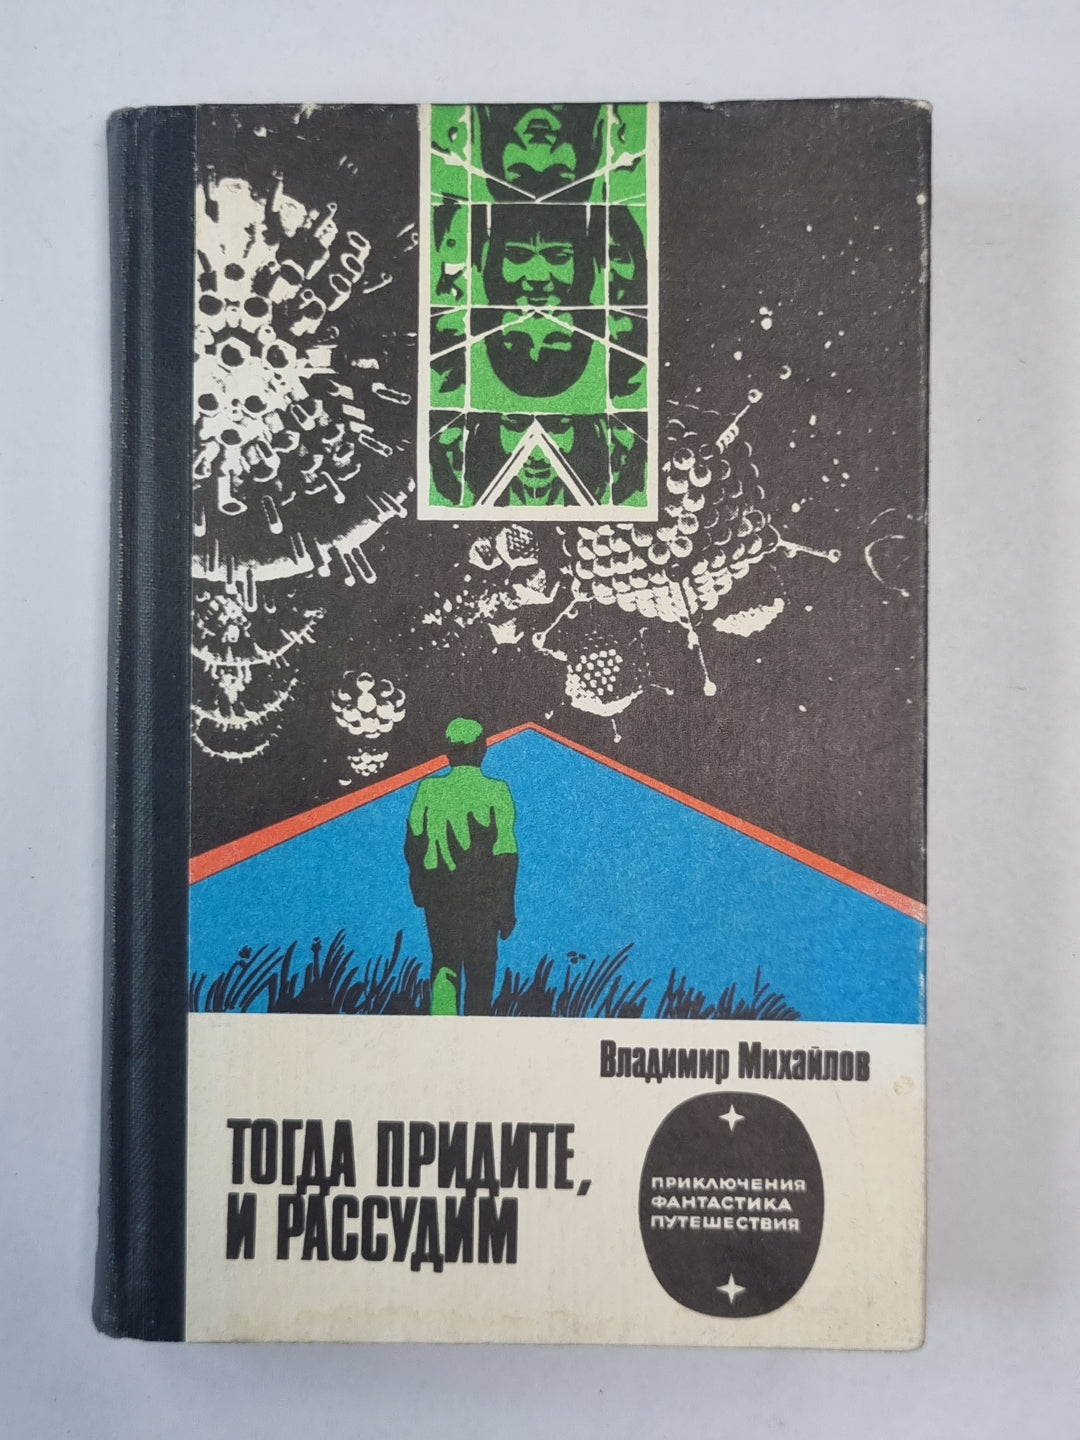 Владимир Михайлов
ТОГДА ПРИДИТЕ,
И РАССУДИМ
ПРИКЛЮЧЕНИЯ
ФАНТАСТИКА
ПУТЕШЕСТВИЯ